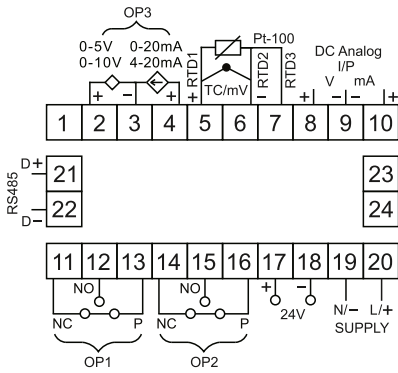 OP3
0-5V 0-20mA
0-10V 4-20mA
Pt-100
RTD1
TC/mV
RTD2
RTD3
DC Analog
I/P
V mA
+ − + + − + − − +
1 2 3 4 5 6 7 8 9 10
RS485
D+ 21 23
D− 22 24
11 12 13 14 15 16 17 18 19 20
NO NO + −
NC P NC P 24V N/− L/+
SUPPLY
OP1 OP2